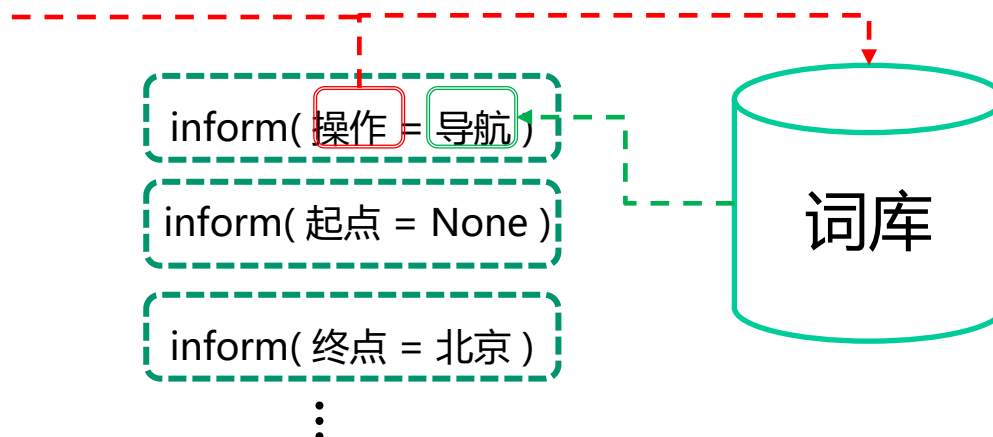 inform( 操作 = 导航 )
inform( 起点 = None )
词库
inform( 终点 = 北京 )
⋮